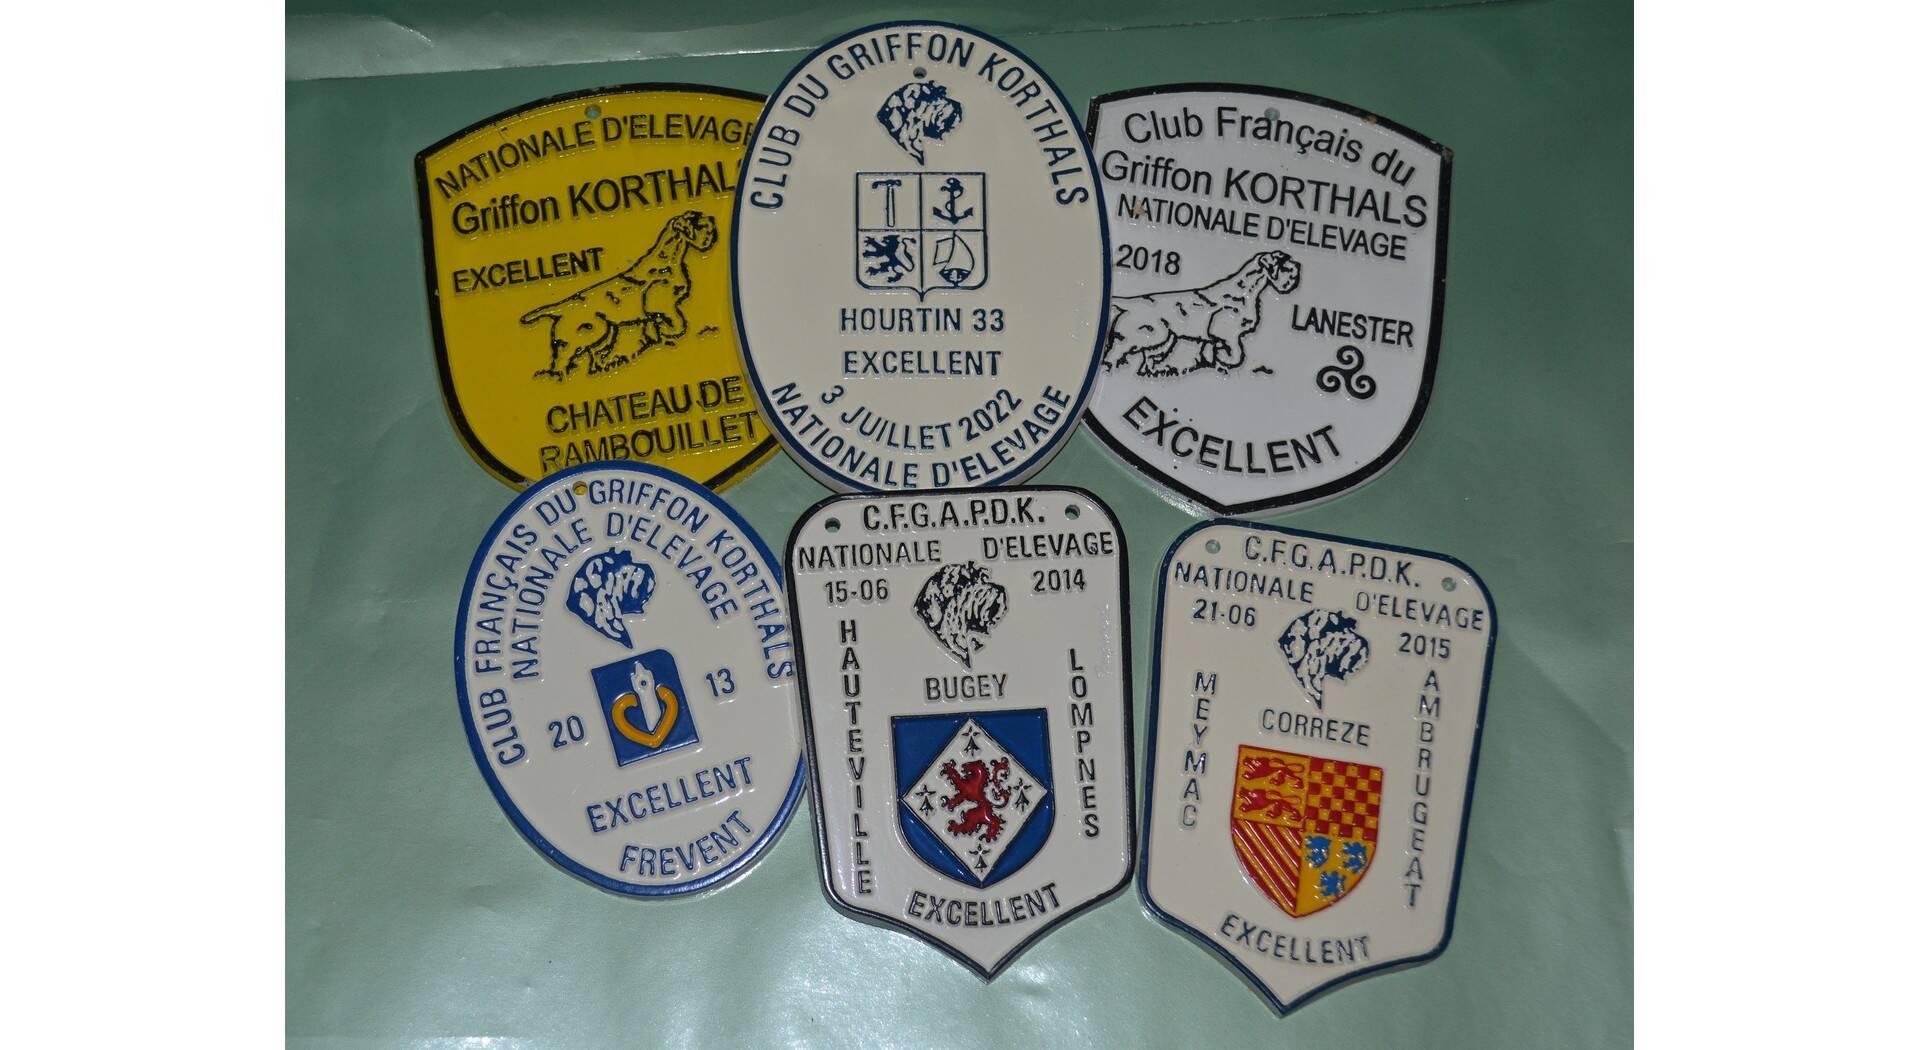 NATIONALE D'ELEVAGE
Griffon KORTHALS
EXCELLENT
CHATEAU DE
RAMBOUILLET
CLUB DU GRIFFON KORTHALS
HOURTIN 33
EXCELLENT
3 JUILLET 2022
NATIONALE D'ELEVAGE
Club Français du
Griffon KORTHALS
NATIONALE D'ELEVAGE
2018
LANESTER
EXCELLENT
CLUB FRANÇAIS DU GRIFFON KORTHALS
NATIONALE D'ELEVAGE
20 13
EXCELLENT
FREVENT
C.F.G.A.P.D.K.
NATIONALE D'ELEVAGE
15-06 2014
HAUTEVILLE
LOMPNES
BUGEY
EXCELLENT
C.F.G.A.P.D.K.
NATIONALE D'ELEVAGE
21-06 2015
MEYMAC
AMBRUGEAT
CORREZE
EXCELLENT